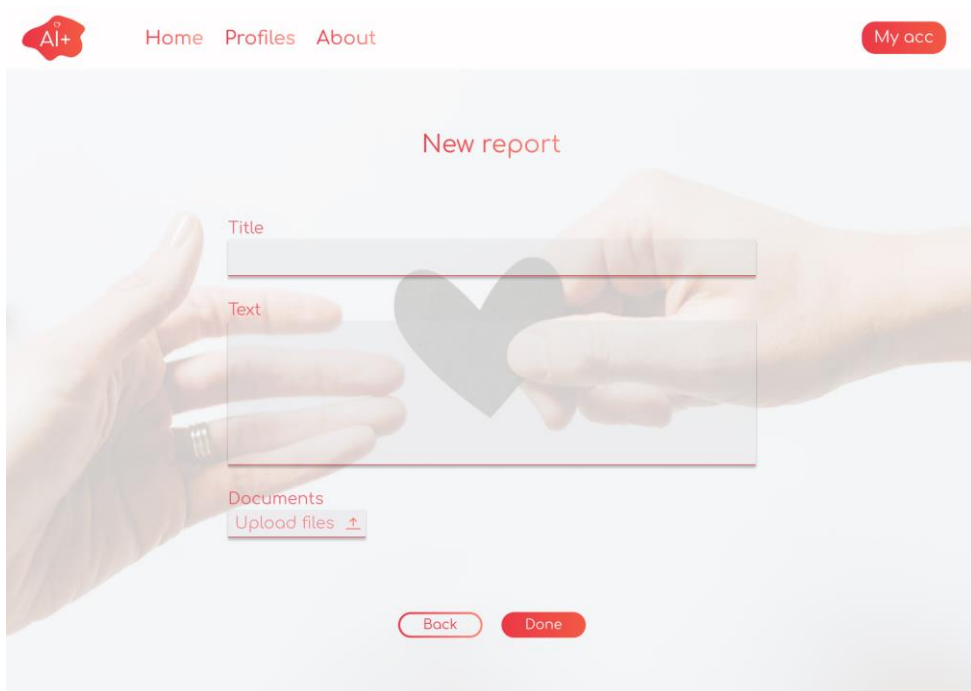 AI+
Home Profiles About
My acc
New report
Title
Text
Documents
Upload files
Back
Done